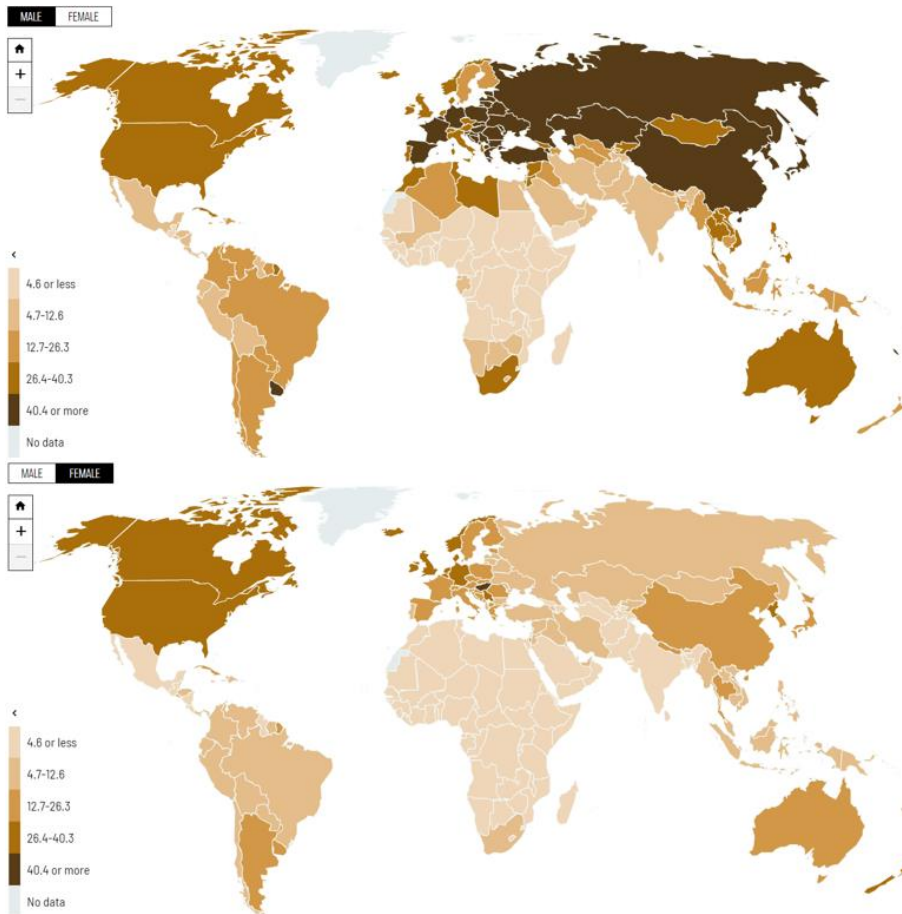 MALE FEMALE
+
−
<
4.6 or less
4.7-12.6
12.7-26.3
26.4-40.3
40.4 or more
No data
MALE FEMALE
+
−
<
4.6 or less
4.7-12.6
12.7-26.3
26.4-40.3
40.4 or more
No data